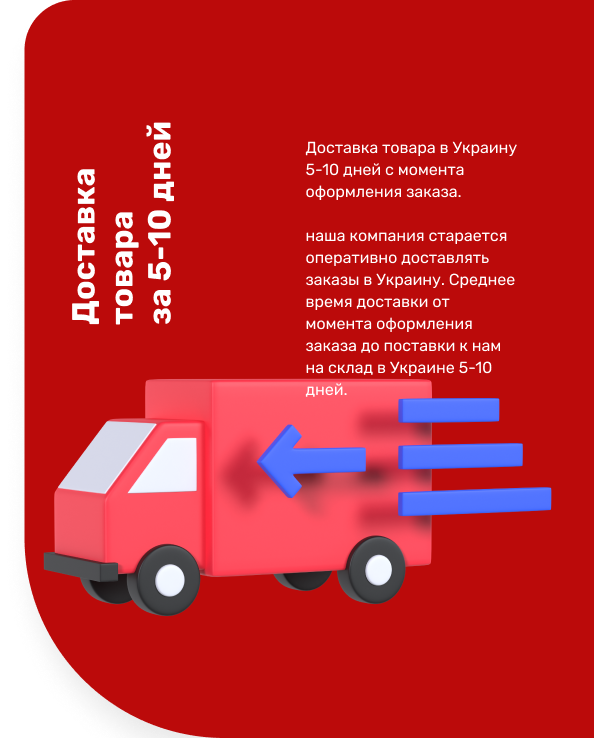 Доставка
товара
за 5-10 дней
Доставка товара в Украину
5-10 дней с момента
оформления заказа.
наша компания старается
оперативно доставлять
заказы в Украину. Среднее
время доставки от
момента оформления
заказа до поставки к нам
на склад в Украине 5-10
дней.